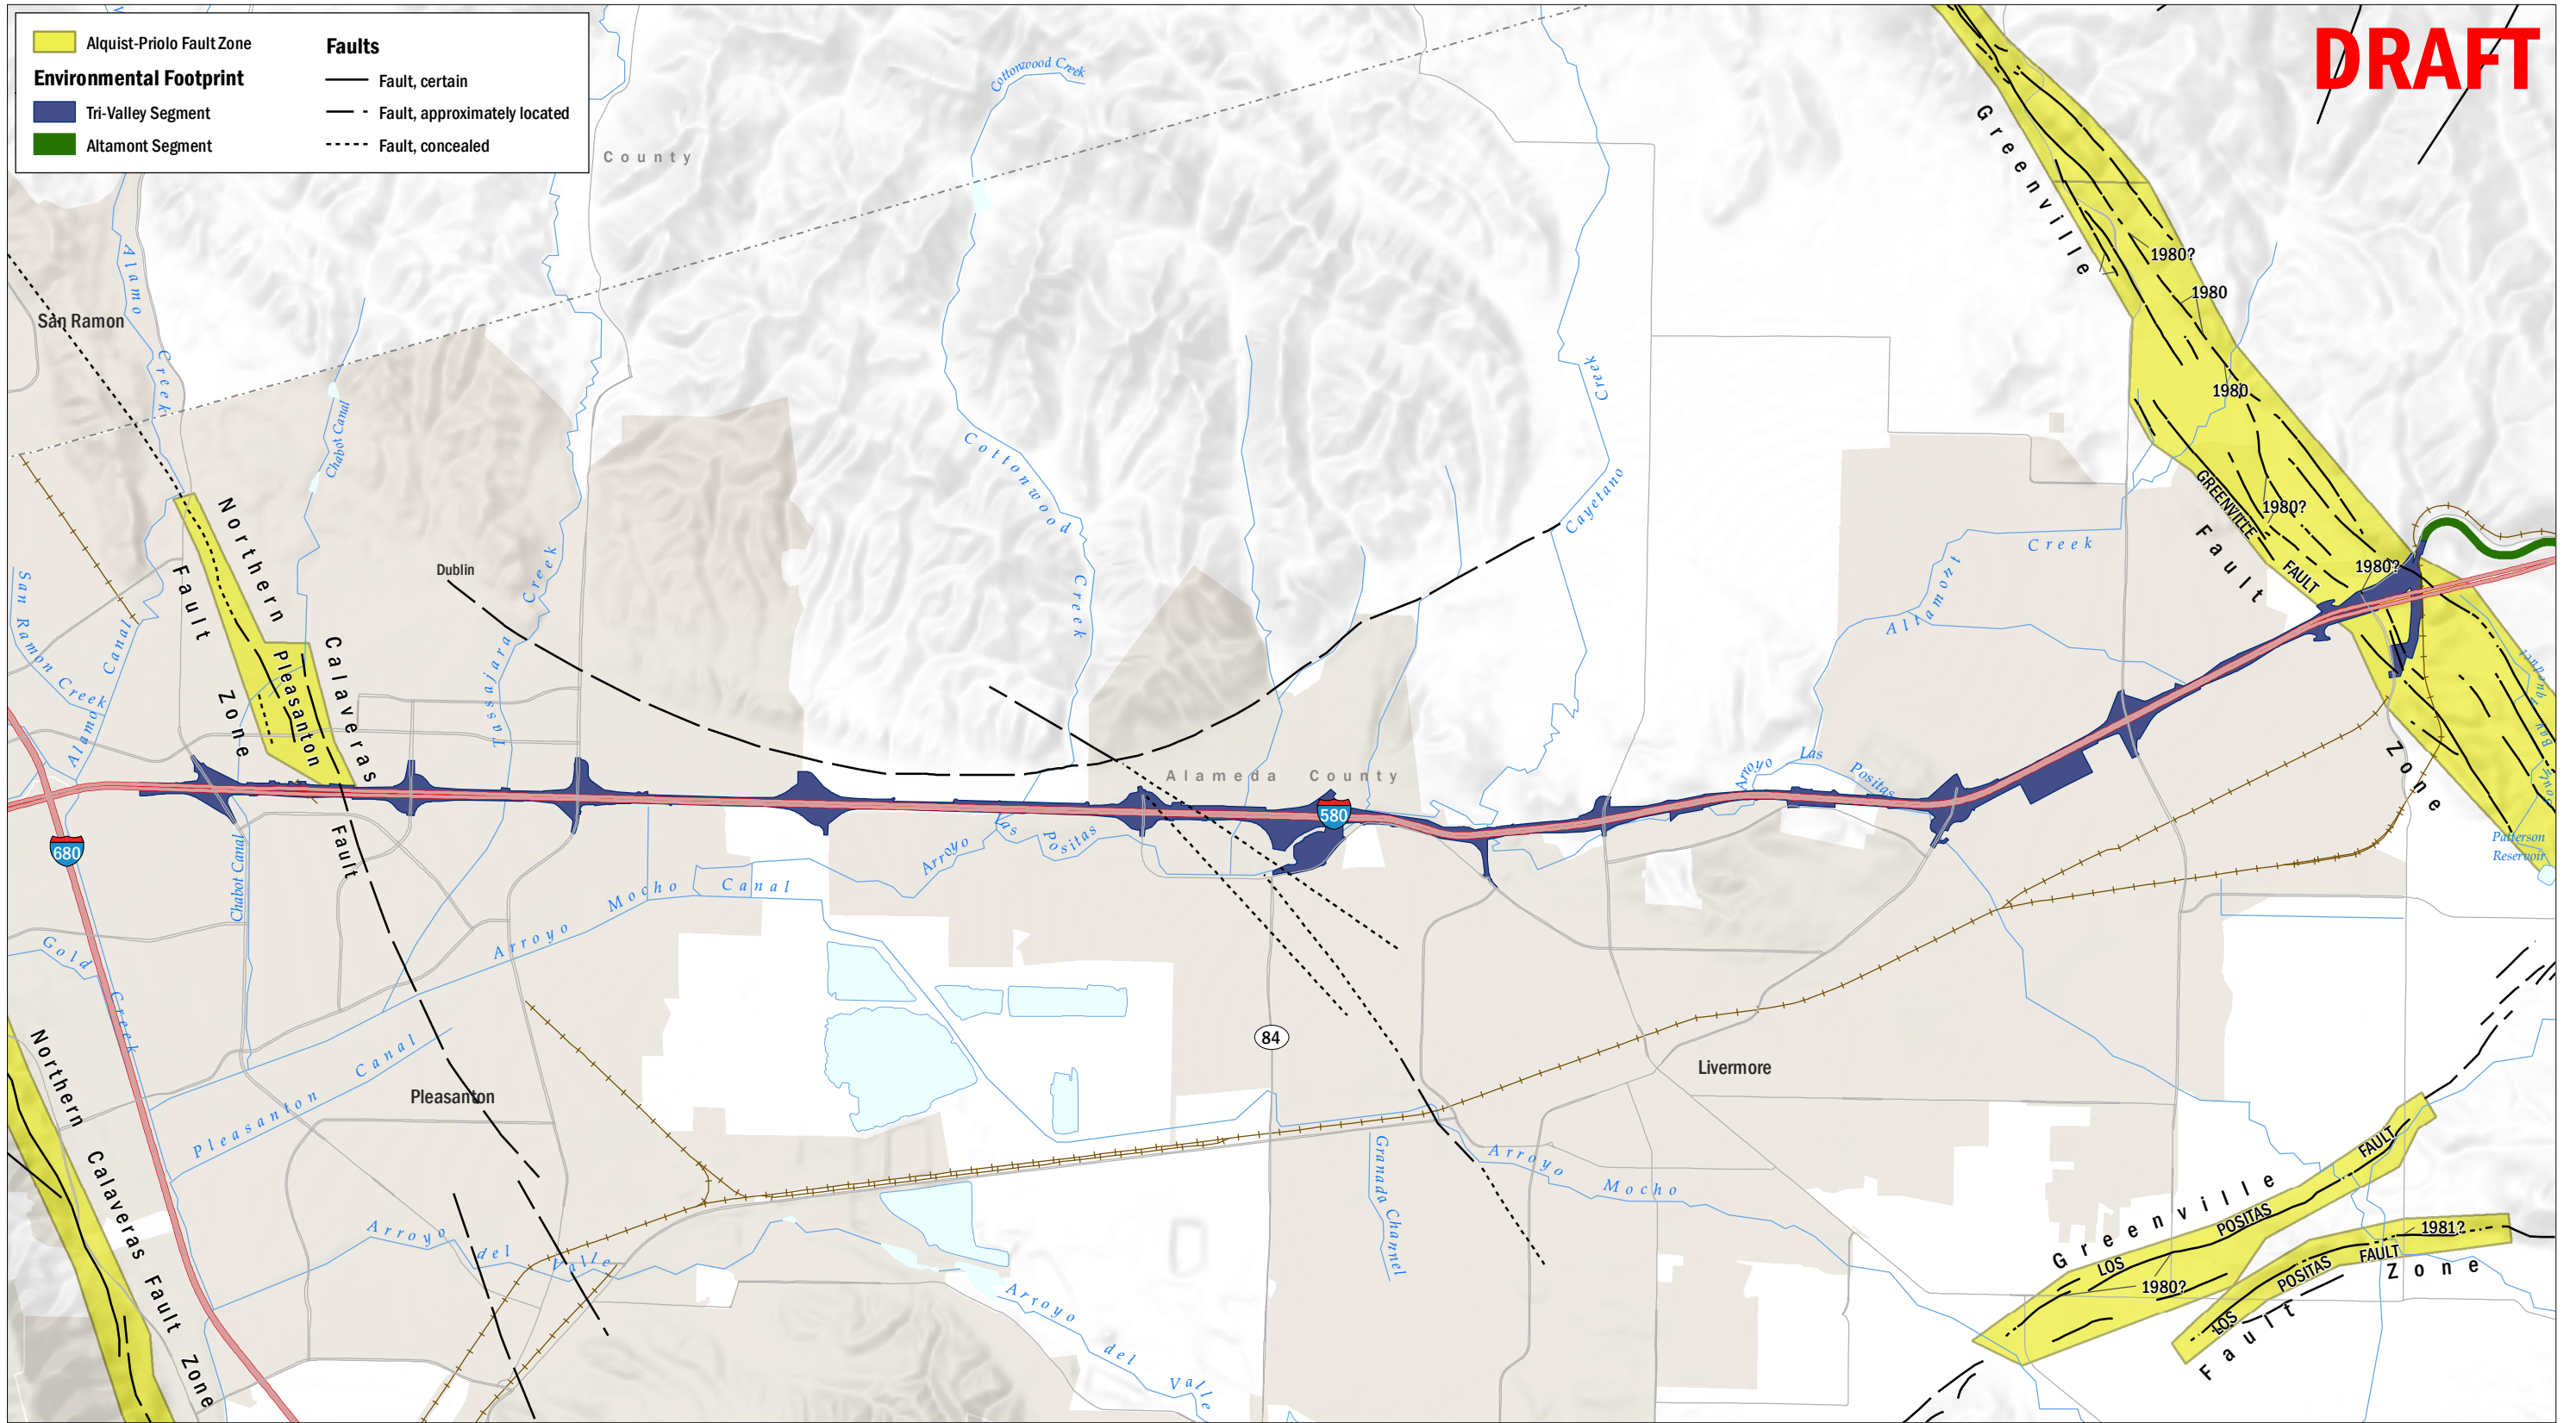 Alquist-Priolo Fault Zone
Environmental Footprint
Tri-Valley Segment
Altamont Segment
Faults
Fault, certain
Fault, approximately located
Fault, concealed
DRAFT
County
Cottonwood Creek
Greenville
1980?
1980
1980
GREENVILLE
1980?
FAULT
1980?
Fault
Zone
San Ramon
Alamo
Creek
Chabot Canal
Northern
Calaveras
Fault
Zone
Pleasanton
Fault
Dublin
Tassajara
Creek
Cottonwood
Creek
Creek
Cayetano
Altamont
Creek
San Ramon Creek
Alamo
Canal
Alameda County
580
680
Arroyo
Las
Positas
Arroyo
Las
Positas
Chabot Canal
Arroyo
Mocho
Canal
Gold
Creek
Pleasanton
Canal
Pleasanton
84
Livermore
Patterson
Reservoir
Northern
Calaveras
Fault
Zone
Arroyo
del
Valle
Arroyo
del
Valle
Granada Channel
Arroyo
Mocho
Greenville
Fault
Zone
LOS
POSITAS
FAULT
1980?
LOS
POSITAS
FAULT
1981?